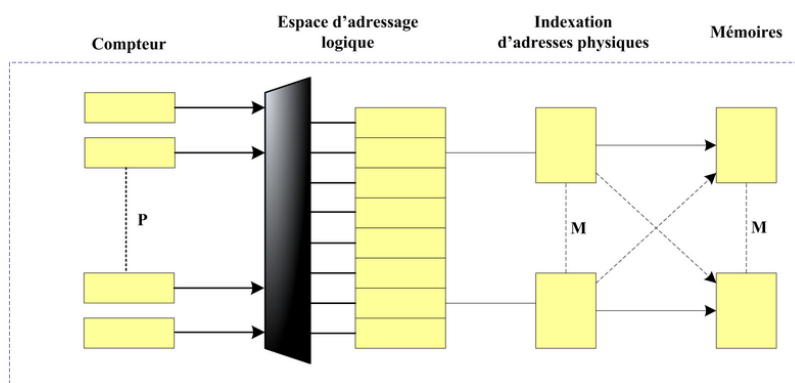 Compteur
Espace d'adressage
logique
Indexation
d'adresses physiques
Mémoires
P
M
M